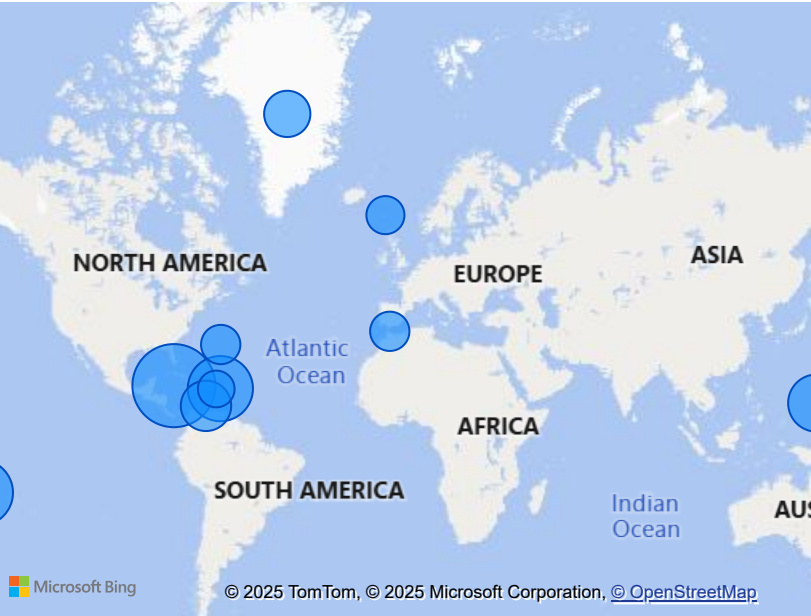 NORTH AMERICA
EUROPE
ASIA
Atlantic
Ocean
AFRICA
SOUTH AMERICA
Indian
Ocean
AUS
Microsoft Bing
© 2025 TomTom, © 2025 Microsoft Corporation, © OpenStreetMap